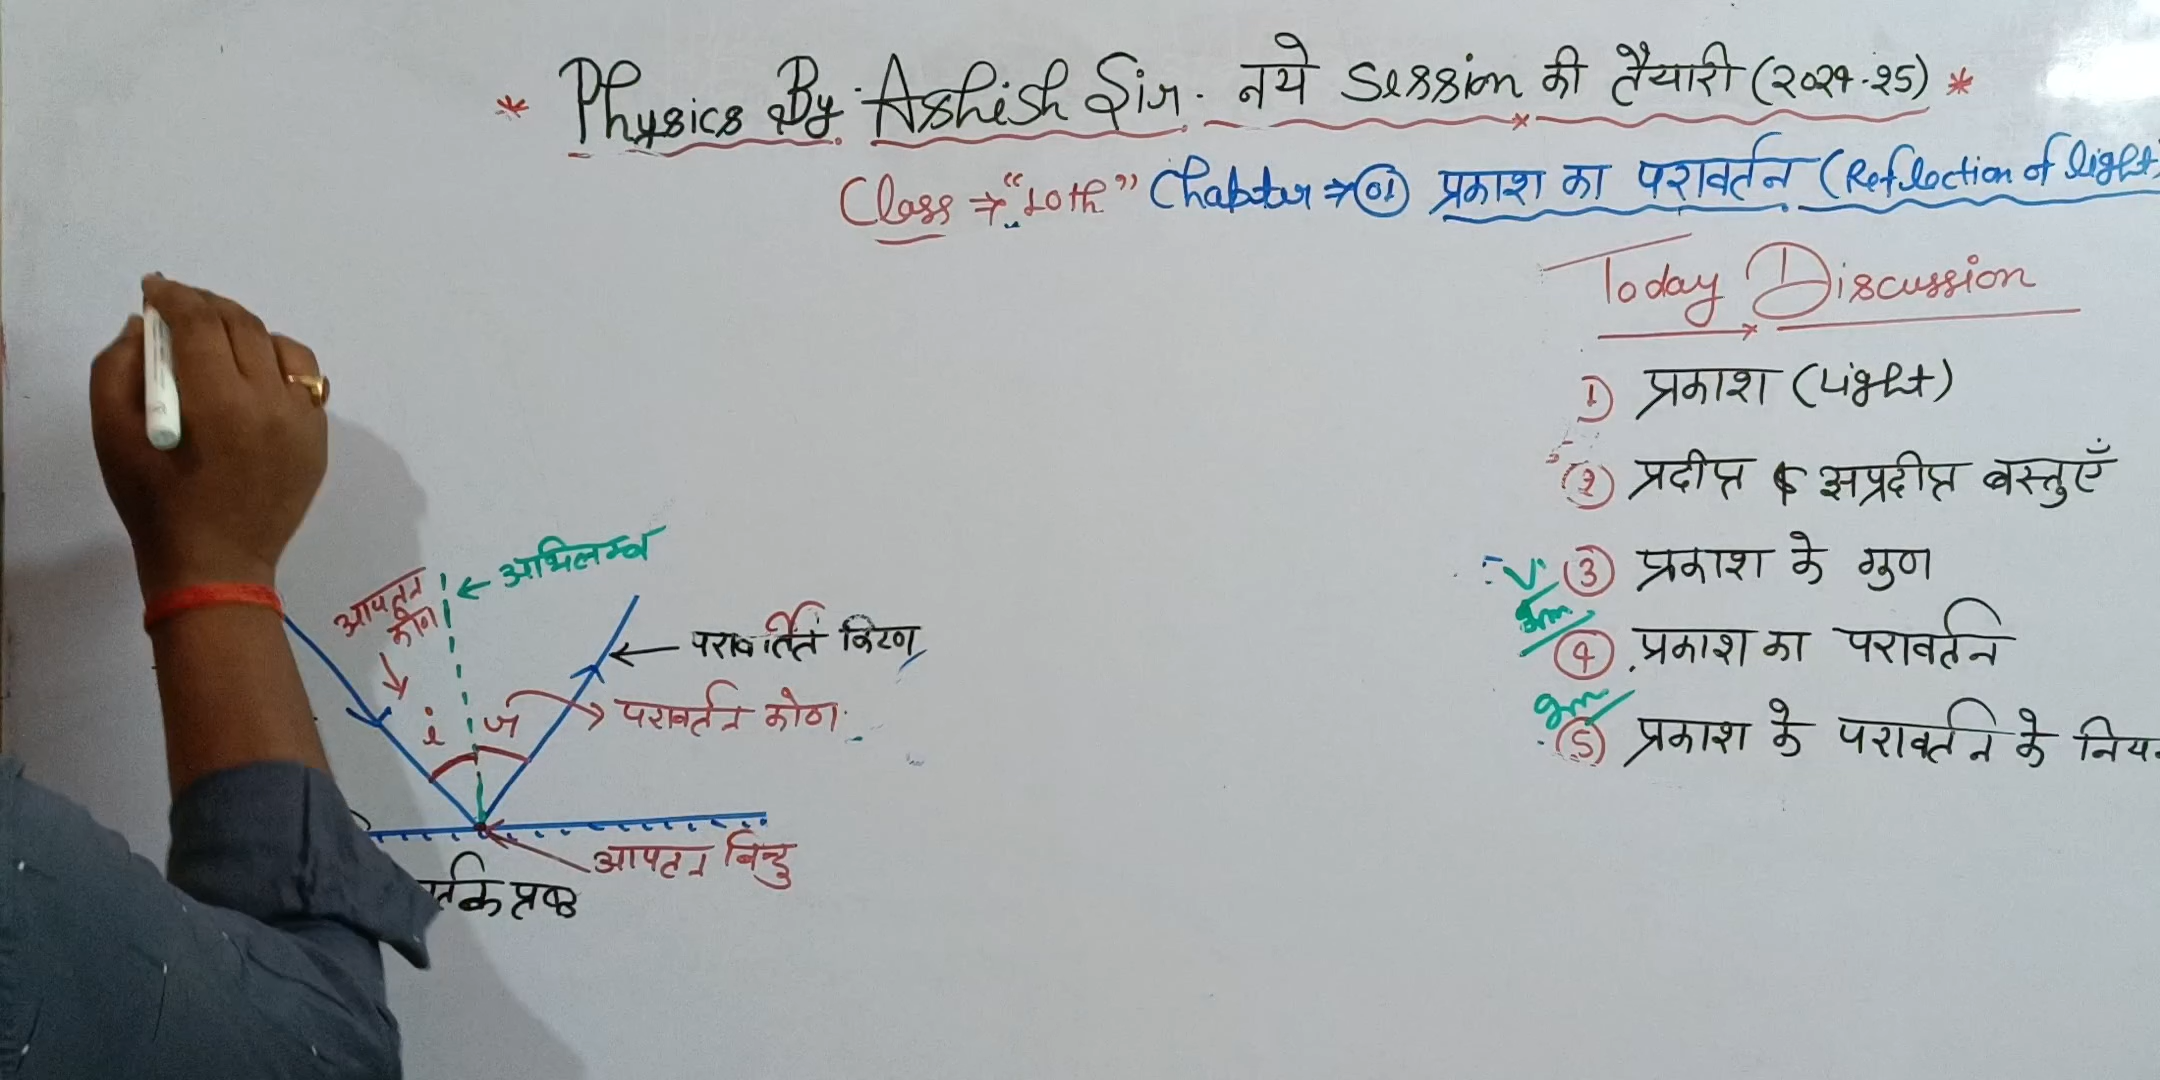 * Physics By Ashish Sir. नये Session की तैयारी (2024-25) *
Class → "10th" Chapter → 01 प्रकाश का परावर्तन (Reflection of light)
Today Discussion
1) प्रकाश (Light)
2) प्रदीप्त & अप्रदीप्त वस्तुएँ
3) प्रकाश के गुण
4) प्रकाश का परावर्तन
5) प्रकाश के परावर्तन के निय
← अभिलम्ब
आपतन
कोण
← परावर्तित किरण
i r
→ परावर्तन कोण
आपतन बिन्दु
र्तक प्रष्ठ